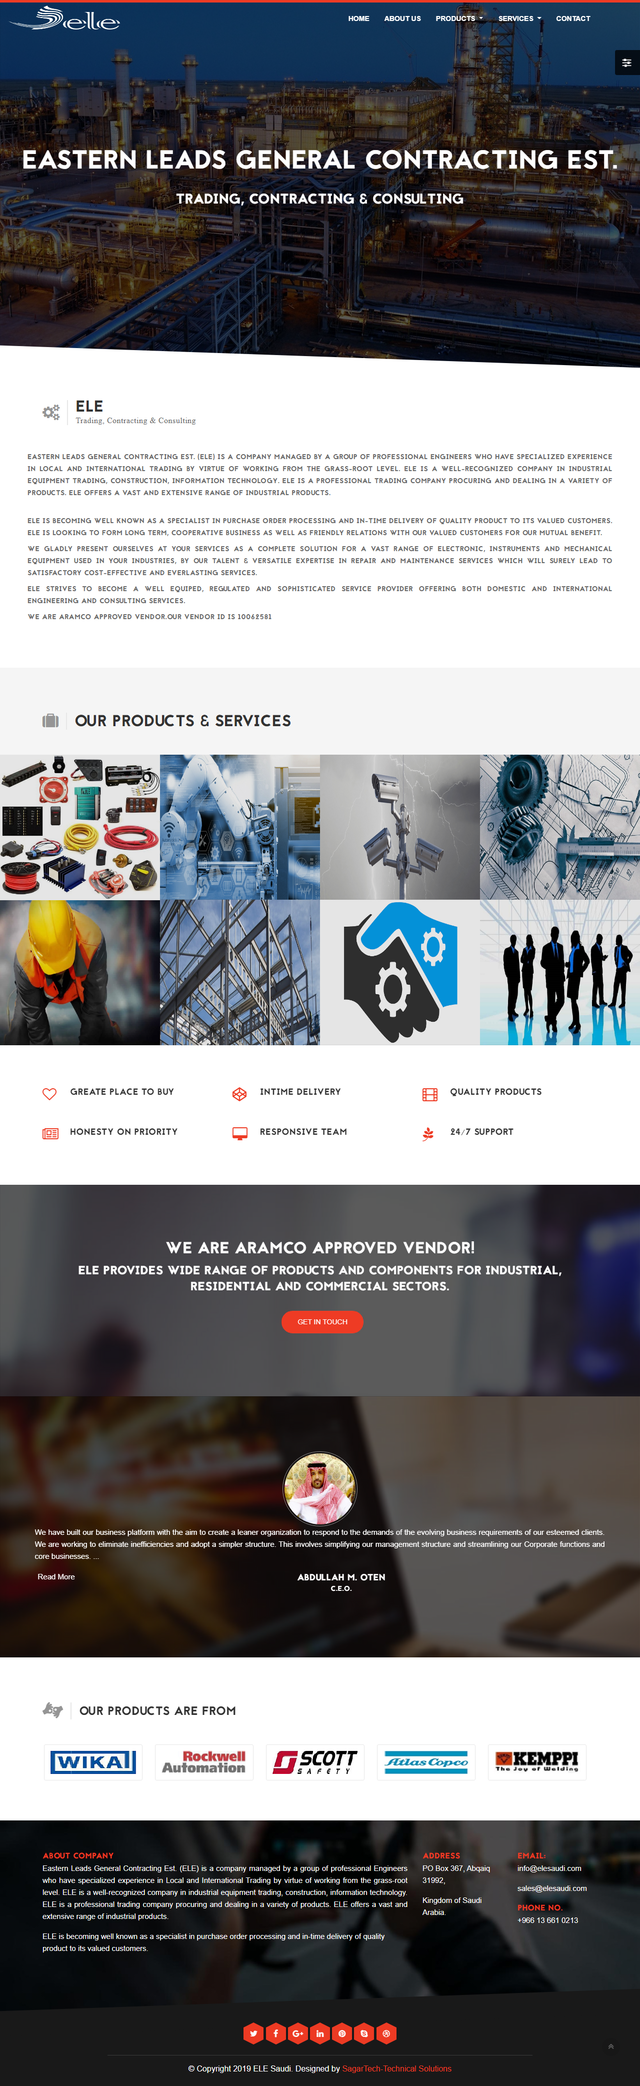 ele
HOME ABOUT US PRODUCTS SERVICES CONTACT
EASTERN LEADS GENERAL CONTRACTING EST.
TRADING, CONTRACTING & CONSULTING
ELE
Trading, Contracting & Consulting
EASTERN LEADS GENERAL CONTRACTING EST. (ELE) IS A COMPANY MANAGED BY A GROUP OF PROFESSIONAL ENGINEERS WHO HAVE SPECIALIZED EXPERIENCE
IN LOCAL AND INTERNATIONAL TRADING BY VIRTUE OF WORKING FROM THE GRASS-ROOT LEVEL. ELE IS A WELL-RECOGNIZED COMPANY IN INDUSTRIAL
EQUIPMENT TRADING, CONSTRUCTION, INFORMATION TECHNOLOGY. ELE IS A PROFESSIONAL TRADING COMPANY PROCURING AND DEALING IN A VARIETY OF
PRODUCTS. ELE OFFERS A VAST AND EXTENSIVE RANGE OF INDUSTRIAL PRODUCTS.
ELE IS BECOMING WELL KNOWN AS A SPECIALIST IN PURCHASE ORDER PROCESSING AND IN-TIME DELIVERY OF QUALITY PRODUCT TO ITS VALUED CUSTOMERS.
ELE IS LOOKING TO FORM LONG TERM, COOPERATIVE BUSINESS AS WELL AS FRIENDLY RELATIONS WITH OUR VALUED CUSTOMERS FOR OUR MUTUAL BENEFIT.
WE GLADLY PRESENT OURSELVES AT YOUR SERVICES AS A COMPLETE SOLUTION FOR A VAST RANGE OF ELECTRONIC, INSTRUMENTS AND MECHANICAL
EQUIPMENT USED IN YOUR INDUSTRIES, BY OUR TALENT & VERSATILE EXPERTISE IN REPAIR AND MAINTENANCE SERVICES WHICH WILL SURELY LEAD TO
SATISFACTORY COST-EFFECTIVE AND EVERLASTING SERVICES.
ELE STRIVES TO BECOME A WELL EQUIPED, REGULATED AND SOPHISTICATED SERVICE PROVIDER OFFERING BOTH DOMESTIC AND INTERNATIONAL
ENGINEERING AND CONSULTING SERVICES.
WE ARE ARAMCO APPROVED VENDOR.OUR VENDOR ID IS 10062581
OUR PRODUCTS & SERVICES
GREATE PLACE TO BUY INTIME DELIVERY QUALITY PRODUCTS
HONESTY ON PRIORITY RESPONSIVE TEAM 24/7 SUPPORT
WE ARE ARAMCO APPROVED VENDOR!
ELE PROVIDES WIDE RANGE OF PRODUCTS AND COMPONENTS FOR INDUSTRIAL,
RESIDENTIAL AND COMMERCIAL SECTORS.
GET IN TOUCH
We have built our business platform with the aim to create a leaner organization to respond to the demands of the evolving business requirements of our esteemed clients.
We are working to eliminate inefficiencies and adopt a simpler structure. This involves simplifying our management structure and streamlining our Corporate functions and
core businesses. ...
Read More
ABDULLAH M. OTEN
C.E.O.
OUR PRODUCTS ARE FROM
WIKA Rockwell Automation SCOTT SAFETY Atlas Copco KEMPPI The Joy of Welding
ABOUT COMPANY
Eastern Leads General Contracting Est. (ELE) is a company managed by a group of professional Engineers
who have specialized experience in Local and International Trading by virtue of working from the grass-root
level. ELE is a well-recognized company in industrial equipment trading, construction, information technology.
ELE is a professional trading company procuring and dealing in a variety of products. ELE offers a vast and
extensive range of industrial products.
ELE is becoming well known as a specialist in purchase order processing and in-time delivery of quality
product to its valued customers.
ADDRESS
PO Box 367, Abqaiq
31992,
Kingdom of Saudi
Arabia.
EMAIL:
info@elesaudi.com
sales@elesaudi.com
PHONE NO.
+966 13 661 0213
© Copyright 2019 ELE Saudi. Designed by SagarTech-Technical Solutions